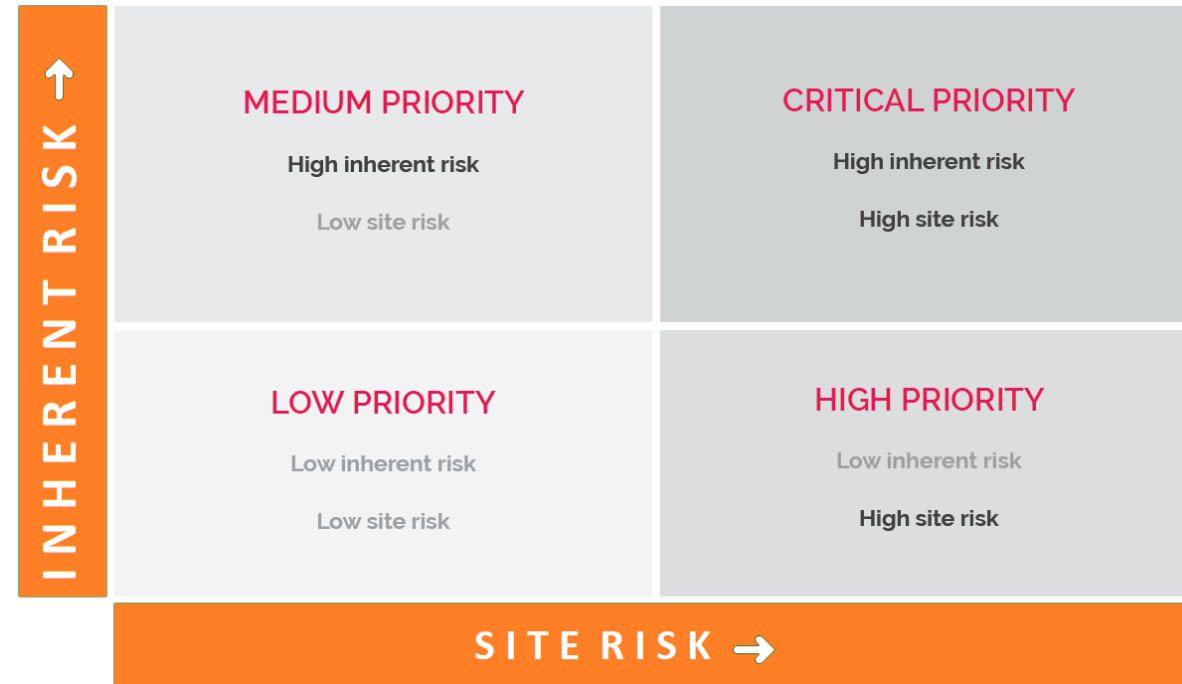 INHERENT RISK →
MEDIUM PRIORITY
High inherent risk
Low site risk
CRITICAL PRIORITY
High inherent risk
High site risk
LOW PRIORITY
Low inherent risk
Low site risk
HIGH PRIORITY
Low inherent risk
High site risk
SITE RISK →